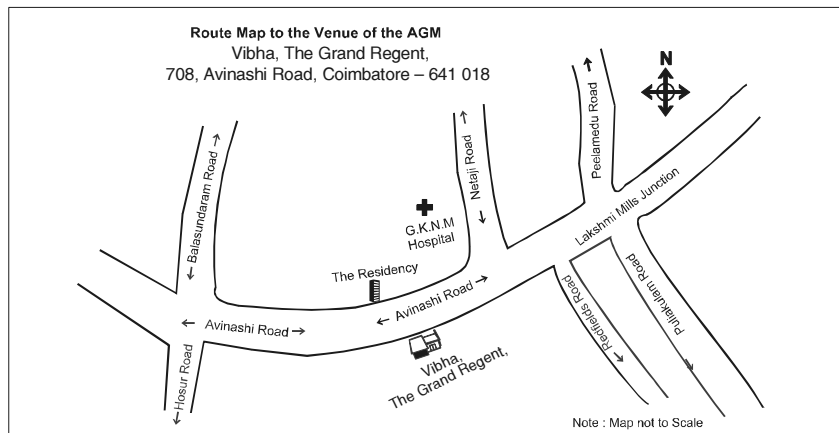 Route Map to the Venue of the AGM
Vibha, The Grand Regent,
708, Avinashi Road, Coimbatore – 641 018
N
Peelamedu Road
Balasundaram Road
Netaji Road
Lakshmi Mills Junction
G.K.N.M
Hospital
The Residency
Avinashi Road
Avinashi Road
Redfields Road
Puliakulam Road
Hosur Road
Vibha,
The Grand Regent,
Note : Map not to Scale